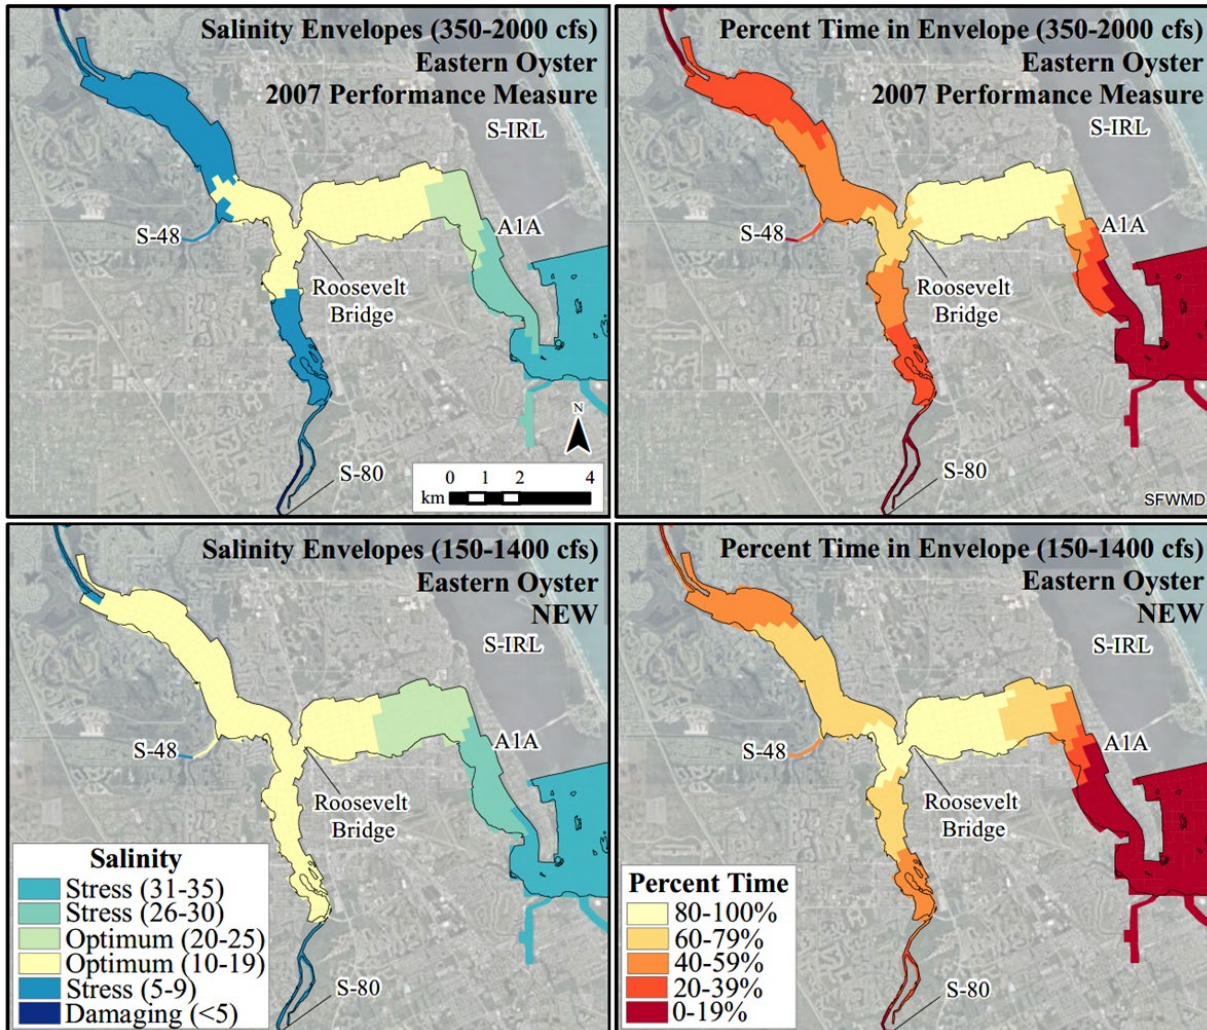 Salinity Envelopes (350-2000 cfs)
Eastern Oyster
2007 Performance Measure
S-IRL
S-48
A1A
Roosevelt
Bridge
N
S-80
0 1 2 4
km
Percent Time in Envelope (350-2000 cfs)
Eastern Oyster
2007 Performance Measure
S-IRL
S-48
A1A
Roosevelt
Bridge
S-80
SFWMD
Salinity Envelopes (150-1400 cfs)
Eastern Oyster
NEW
S-IRL
S-48
A1A
Roosevelt
Bridge
Salinity
Stress (31-35)
Stress (26-30)
Optimum (20-25)
Optimum (10-19)
Stress (5-9)
Damaging (<5)
S-80
Percent Time in Envelope (150-1400 cfs)
Eastern Oyster
NEW
S-IRL
S-48
A1A
Roosevelt
Bridge
Percent Time
80-100%
60-79%
40-59%
20-39%
0-19%
S-80